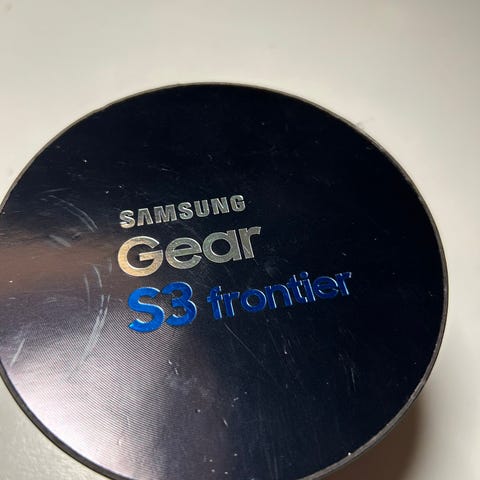 SAMSUNG
Gear
S3 frontier